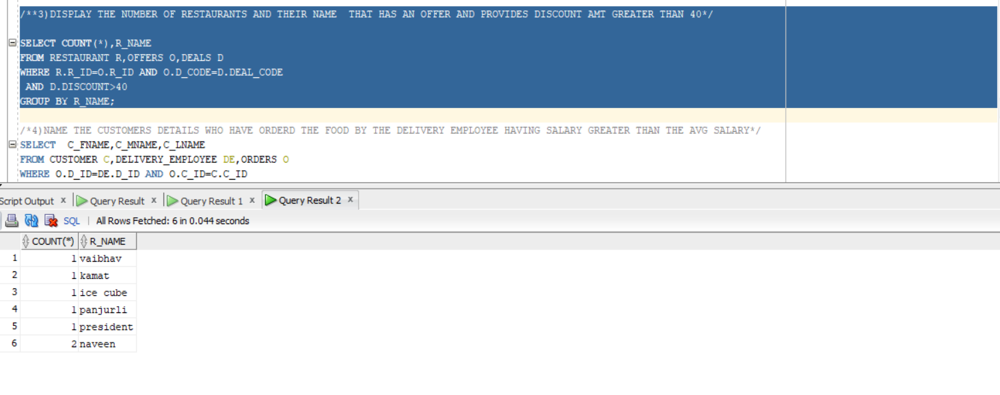 /**3)DISPLAY THE NUMBER OF RESTAURANTS AND THEIR NAME  THAT HAS AN OFFER AND PROVIDES DISCOUNT AMT GREATER THAN 40*/
SELECT COUNT(*),R_NAME
FROM RESTAURANT R,OFFERS O,DEALS D
WHERE R.R_ID=O.R_ID AND O.D_CODE=D.DEAL_CODE
 AND D.DISCOUNT>40
GROUP BY R_NAME;
/*4)NAME THE CUSTOMERS DETAILS WHO HAVE ORDERD THE FOOD BY THE DELIVERY EMPLOYEE HAVING SALARY GREATER THAN THE AVG SALARY*/
SELECT  C_FNAME,C_MNAME,C_LNAME
FROM CUSTOMER C,DELIVERY_EMPLOYEE DE,ORDERS O
WHERE O.D_ID=DE.D_ID AND O.C_ID=C.C_ID
Script Output x Query Result x Query Result 1 x Query Result 2 x
SQL | All Rows Fetched: 6 in 0.044 seconds
COUNT(*) R_NAME
1 1 vaibhav
2 1 kamat
3 1 ice cube
4 1 panjurli
5 1 president
6 2 naveen